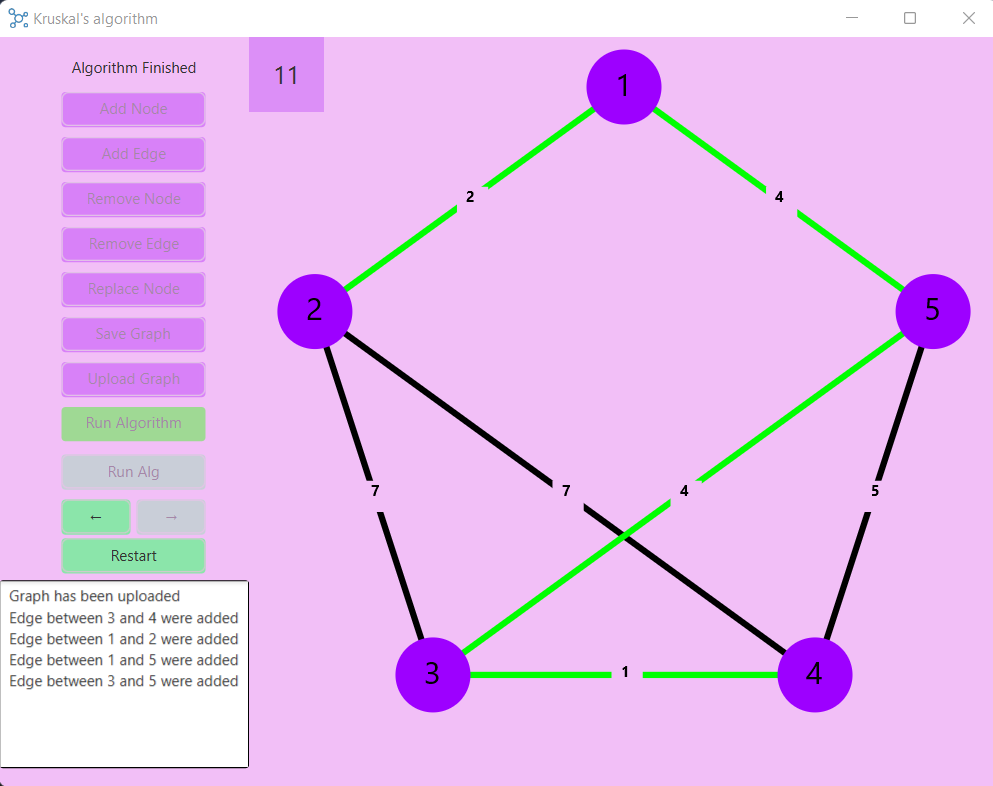 Kruskal's algorithm
Algorithm Finished
Add Node
Add Edge
Remove Node
Remove Edge
Replace Node
Save Graph
Upload Graph
Run Algorithm
Run Alg
← →
Restart
Graph has been uploaded
Edge between 3 and 4 were added
Edge between 1 and 2 were added
Edge between 1 and 5 were added
Edge between 3 and 5 were added
11
1
2 4
2 5
7 7 4 5
3 1 4